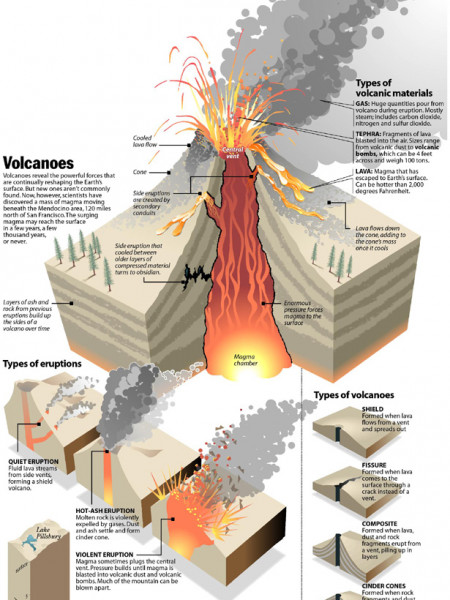 Types of
volcanic materials
GAS: Huge quantities pour from
volcano during eruption. Mostly
steam; includes carbon dioxide,
nitrogen and sulfur dioxide.
TEPHRA: Fragments of lava
blasted into the air. Sizes range
from volcanic dust to volcanic
bombs, which can be 4 feet
across and weigh 100 tons.
LAVA: Magma that has
escaped to Earth's surface.
Can be hotter than 2,000
degrees Fahrenheit.
Cooled
lava flow
Central
vent
Cone
Side eruptions
are created by
secondary
conduits
Volcanoes
Volcanoes are powerful forces that
are continually reshaping the Earth's
surface. But new ones aren't commonly
found. Now, however, scientists have
discovered a mass of magma moving
beneath the Mendocino area, 120 miles
north of San Francisco. The surging
magma may reach the surface
in a few years, a few
thousand years,
or never.
Lava flows down
the cone, adding to
the cone's mass
once it cools
Side eruption that
cooled between
older layers of
compressed material
turn to obsidian.
Layers of ash and
rock from previous
eruptions build up
the sides of a
volcano over time
Enormous
pressure forces
magma to the
surface
Magma
chamber
Types of eruptions
QUIET ERUPTION
Fluid lava streams
from side vents,
forming a shield
volcano.
HOT-ASH ERUPTION
Molten rock is violently
expelled by gases. Dust
and ash settle and form
cinder cone.
VIOLENT ERUPTION
Magma sometimes plugs the central
vent. Pressure builds until magma is
blasted into volcanic dust and volcanic
bombs. Much of the mountain can be
blown apart.
Lake
Pillsbury
Types of volcanoes
SHIELD
Formed when lava
flows from a vent
and spreads out
FISSURE
Formed when lava
comes to the
surface through a
crack instead of a
vent.
COMPOSITE
Formed when lava,
dust and rock
fragments erupt from
a vent, piling up in
layers
CINDER CONES
Formed when rock
fragments and dust